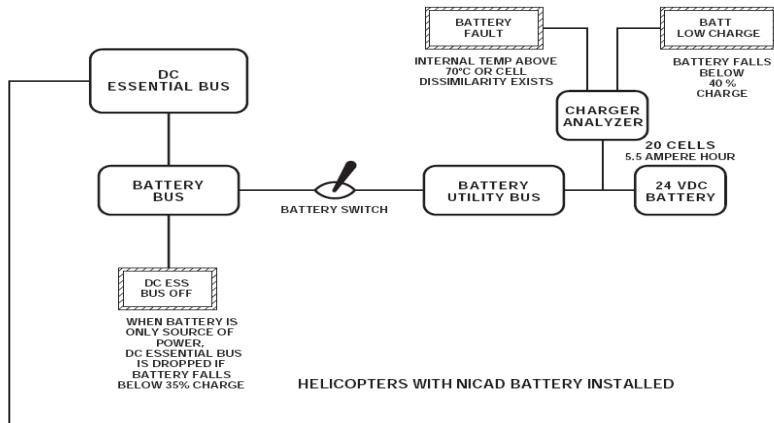 BATTERY
FAULT
BATT
LOW CHARGE
INTERNAL TEMP ABOVE
70°C OR CELL
DISSIMILARITY EXISTS
BATTERY FALLS
BELOW
40 %
CHARGE
DC
ESSENTIAL BUS
CHARGER
ANALYZER
20 CELLS
5.5 AMPERE HOUR
BATTERY
BUS
BATTERY SWITCH
BATTERY
UTILITY BUS
24 VDC
BATTERY
DC ESS
BUS OFF
WHEN BATTERY IS
ONLY SOURCE OF
POWER,
DC ESSENTIAL BUS
IS DROPPED IF
BATTERY FALLS
BELOW 35% CHARGE
HELICOPTERS WITH NICAD BATTERY INSTALLED